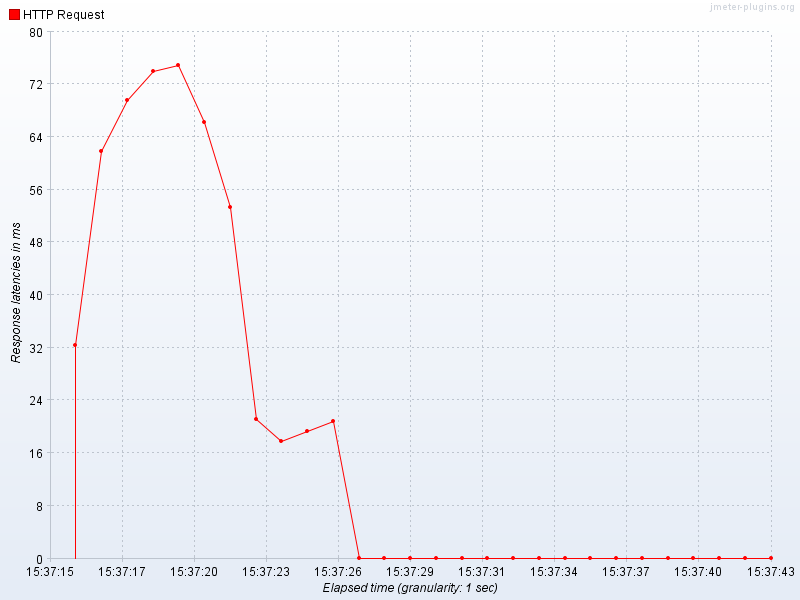 jmeter-plugins.org
HTTP Request
80
72
64
56
48
40
32
24
16
8
0
Response latencies in ms
15:37:15 15:37:17 15:37:20 15:37:23 15:37:26 15:37:29 15:37:31 15:37:34 15:37:37 15:37:40 15:37:43
Elapsed time (granularity: 1 sec)